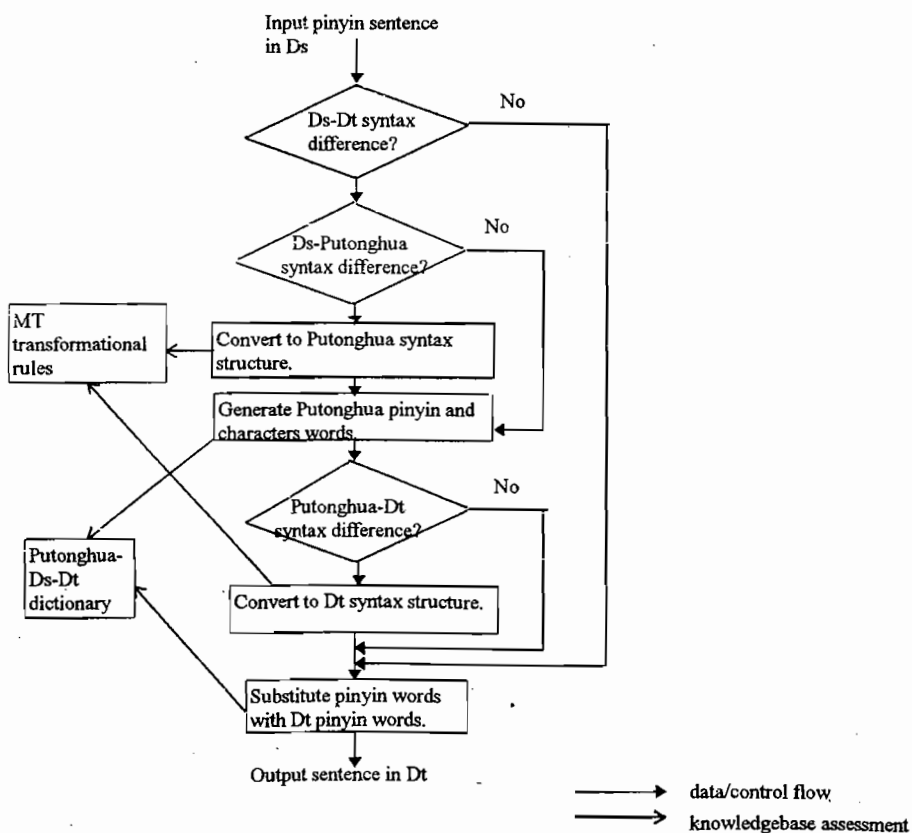 Input pinyin sentence
in Ds
No
Ds-Dt syntax
difference?
No
Ds-Putonghua
syntax difference?
MT
transformational
rules
Convert to Putonghua syntax
structure.
Generate Putonghua pinyin and
characters words.
No
Putonghua-Dt
syntax difference?
Putonghua-
Ds-Dt
dictionary
Convert to Dt syntax structure.
Substitute pinyin words
with Dt pinyin words.
Output sentence in Dt
data/control flow
knowledgebase assessment